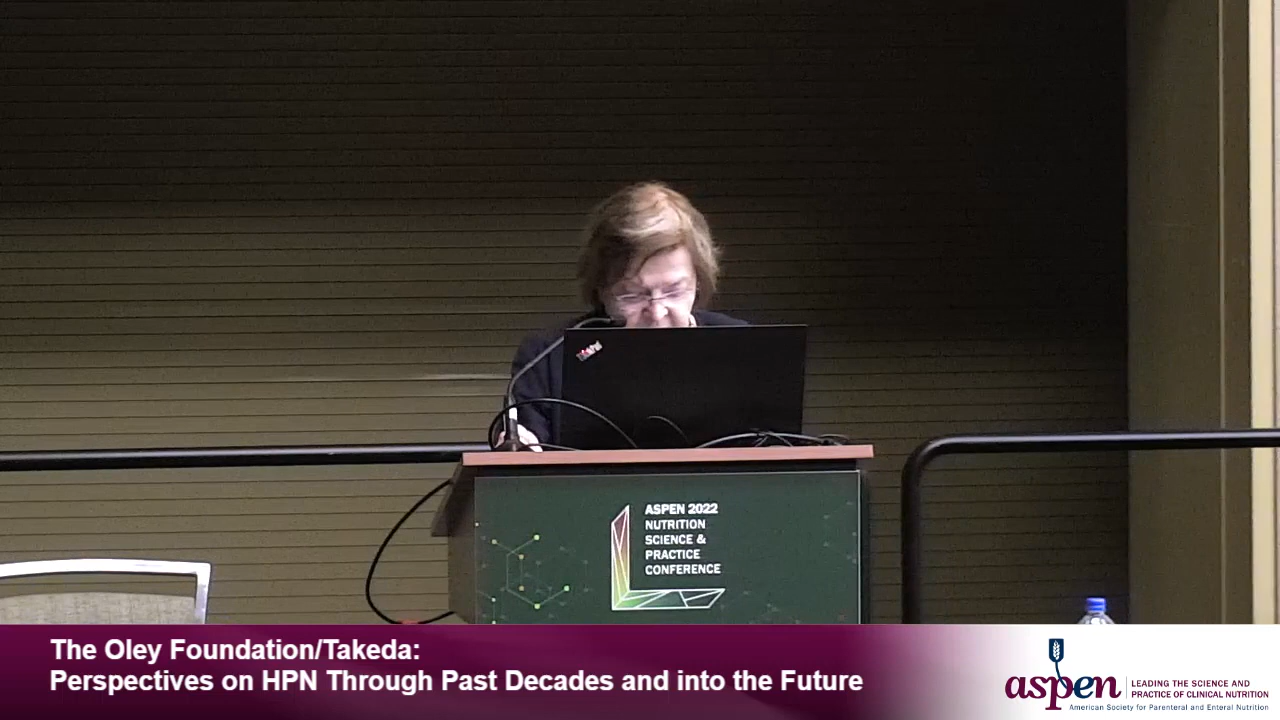 ASPEN 2022
NUTRITION
SCIENCE &
PRACTICE
CONFERENCE
The Oley Foundation/Takeda:
Perspectives on HPN Through Past Decades and into the Future
aspen
LEADING THE SCIENCE AND
PRACTICE OF CLINICAL NUTRITION
American Society for Parenteral and Enteral Nutrition